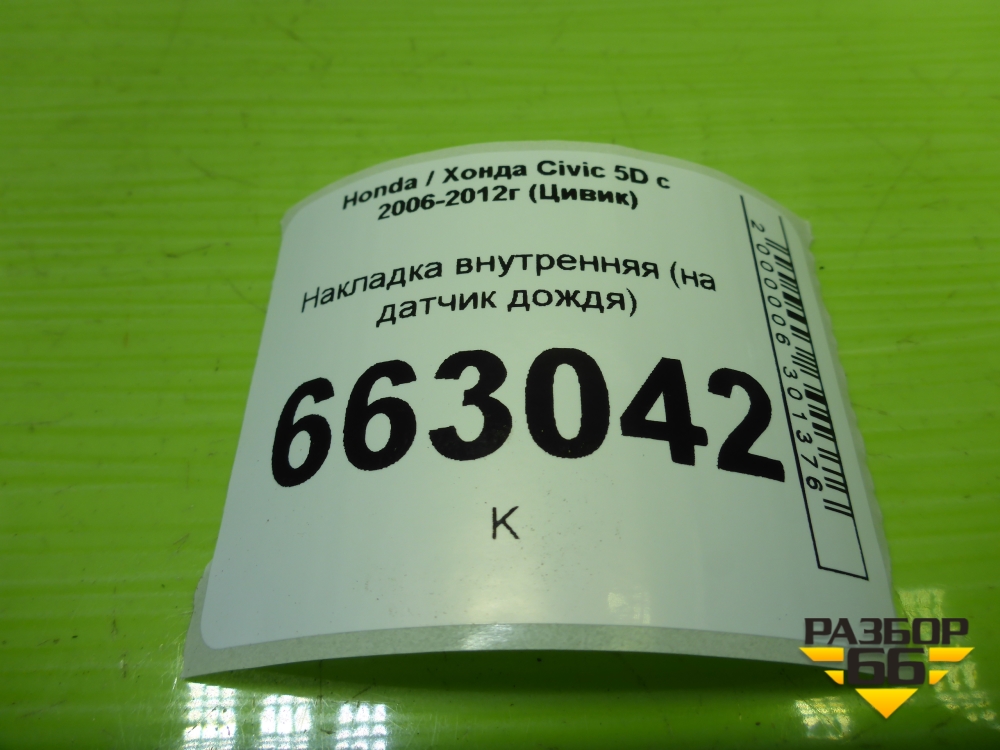 Honda / Хонда Civic 5D с
2006-2012г (Цивик)
Накладка внутренняя (на
датчик дождя)
663042
К
2000006301376
РАЗБОР
66